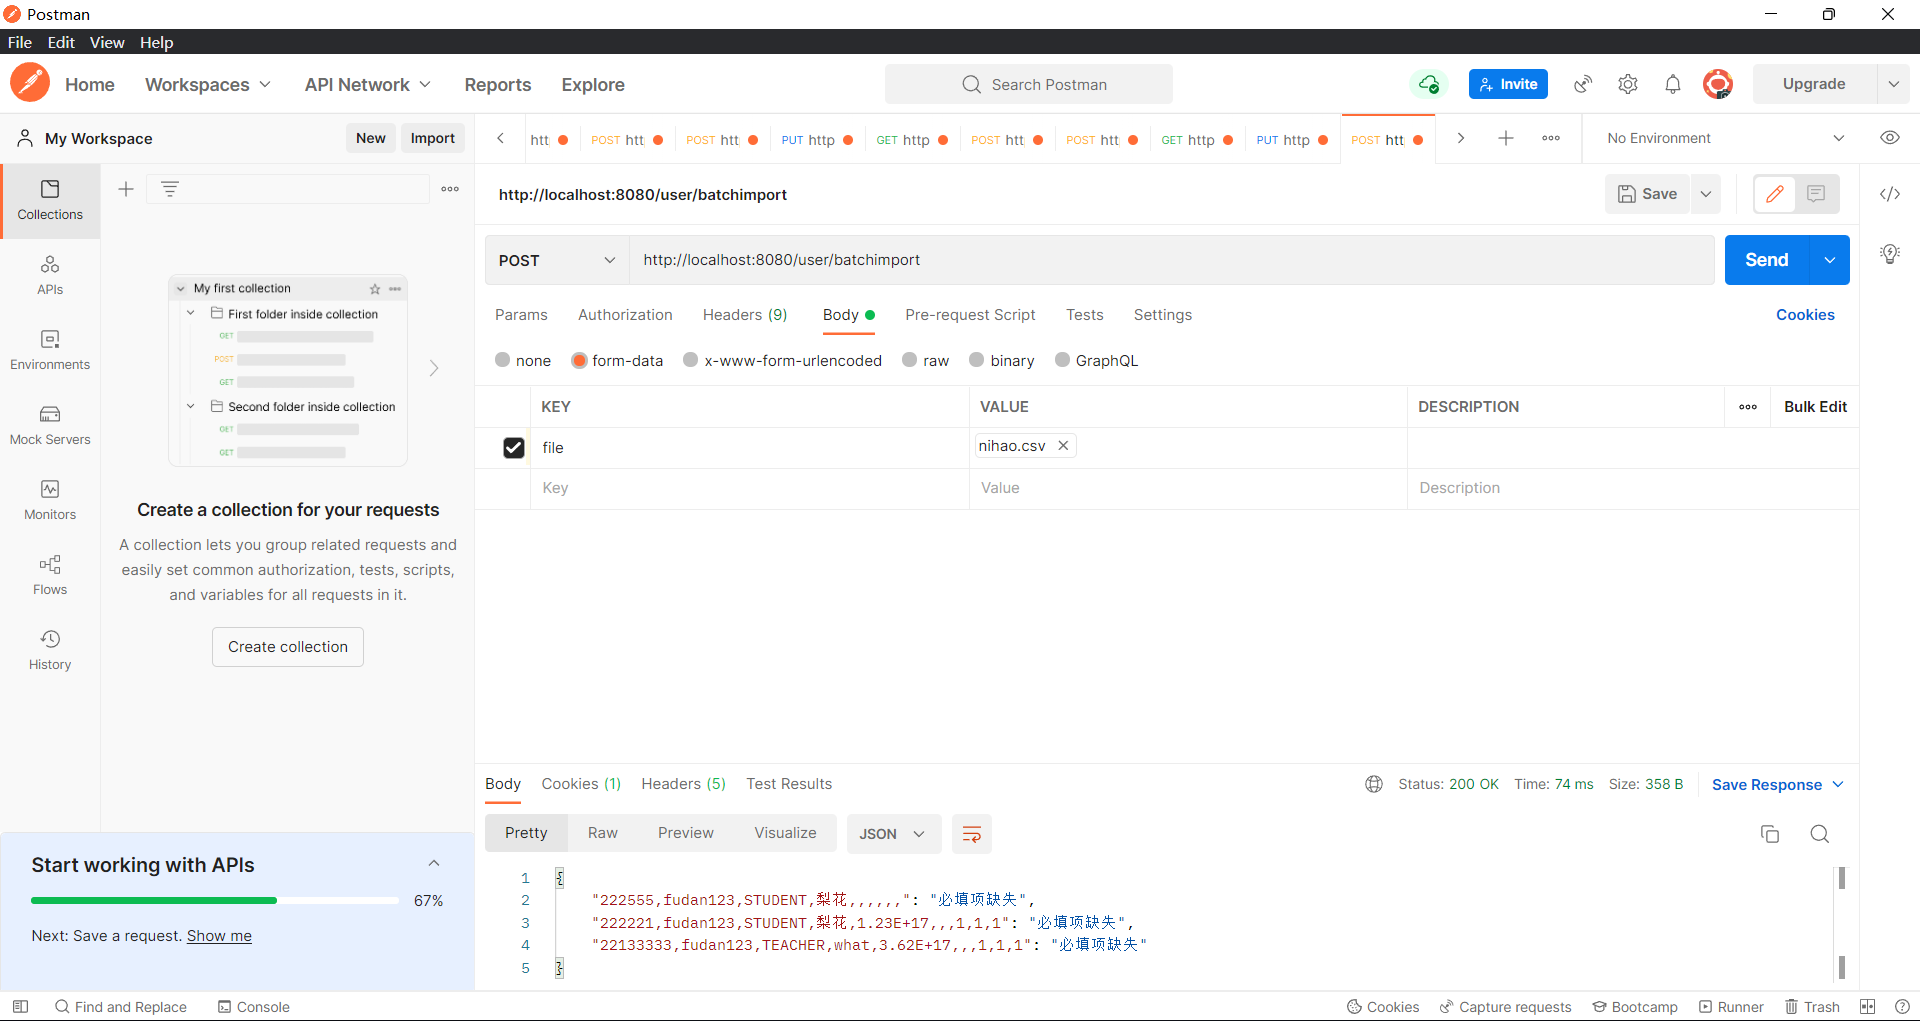 Postman
File Edit View Help
Home Workspaces API Network Reports Explore Search Postman Invite Upgrade
My Workspace New Import
htt POST htt POST htt PUT http GET http POST htt POST htt GET http PUT http POST htt No Environment
Collections
APIs
Environments
Mock Servers
Monitors
Flows
History
My first collection
First folder inside collection
GET
POST
GET
Second folder inside collection
GET
GET
Create a collection for your requests
A collection lets you group related requests and
easily set common authorization, tests, scripts,
and variables for all requests in it.
Create collection
Start working with APIs
67%
Next: Save a request. Show me
http://localhost:8080/user/batchimport Save
POST http://localhost:8080/user/batchimport Send
Params Authorization Headers (9) Body Pre-request Script Tests Settings Cookies
none form-data x-www-form-urlencoded raw binary GraphQL
KEY VALUE DESCRIPTION Bulk Edit
file nihao.csv
Key Value Description
Body Cookies (1) Headers (5) Test Results Status: 200 OK Time: 74 ms Size: 358 B Save Response
Pretty Raw Preview Visualize JSON
1 {
2 "222555,fudan123,STUDENT,梨花,,,,,,": "必填项缺失",
3 "222221,fudan123,STUDENT,梨花,1.23E+17,,,1,1,1": "必填项缺失",
4 "22133333,fudan123,TEACHER,what,3.62E+17,,,1,1,1": "必填项缺失"
5 }
Find and Replace Console Cookies Capture requests Bootcamp Runner Trash